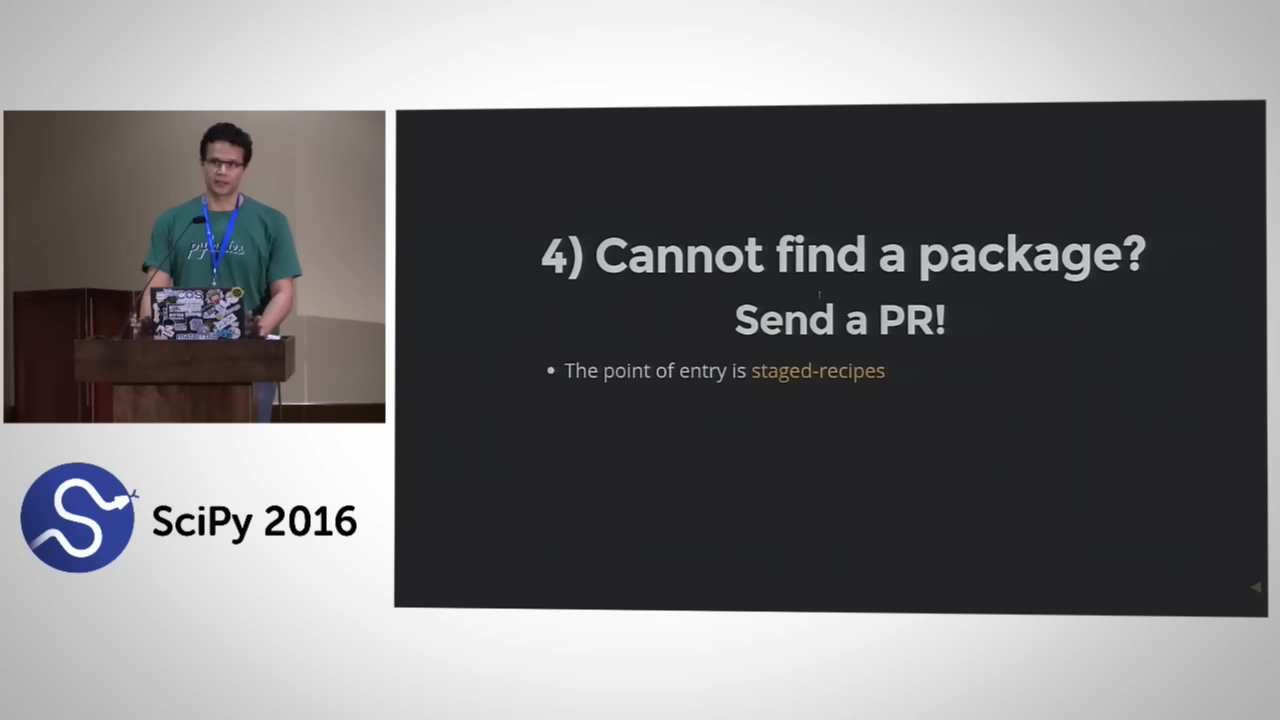 4) Cannot find a package?
Send a PR!
• The point of entry is staged-recipes
SciPy 2016